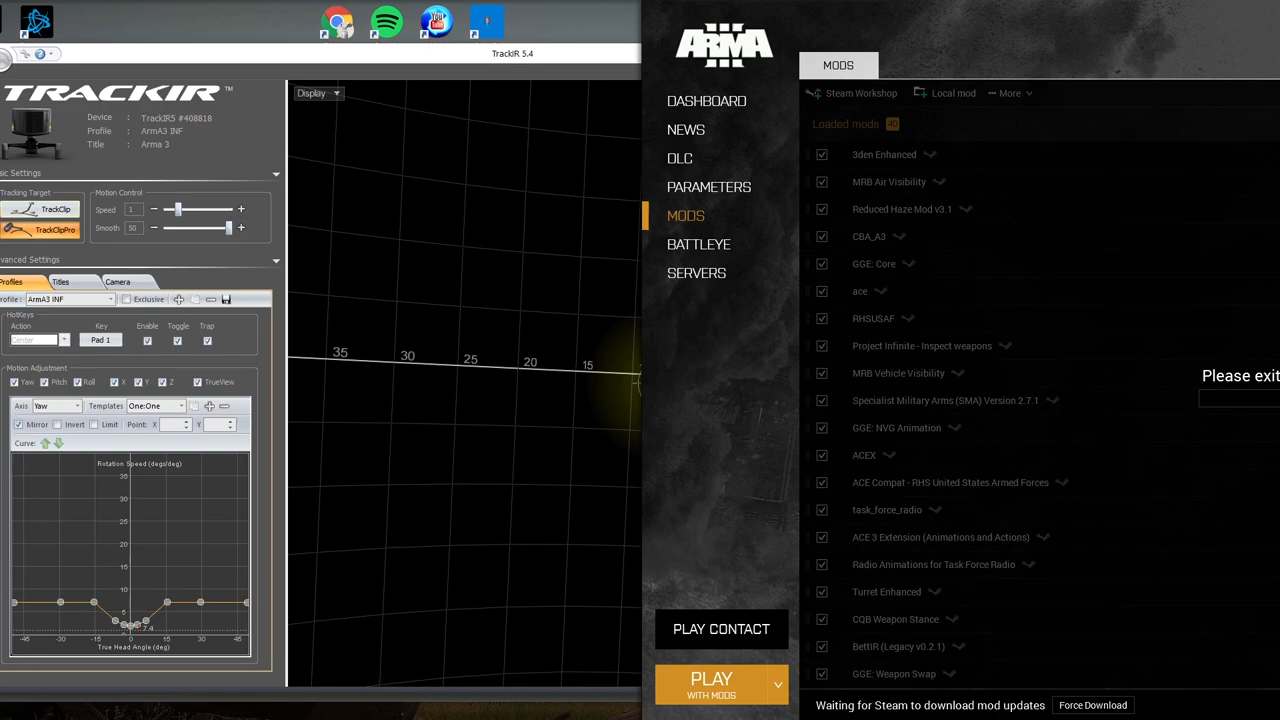 TrackIR 5.4
TRACKIR™
Device : TrackIR5 #408818
Profile : ArmA3 INF
Title : Arma 3
sic Settings
Tracking Target
TrackClip
TrackClipPro
Motion Control
Speed 1 − +
Smooth 50 − +
vanced Settings
Profiles Titles Camera
rofile : ArmA3 INF Exclusive
HotKeys
Action Key Enable Toggle Trap
Center Pad 1
Motion Adjustment
Yaw Pitch Roll X Y Z TrueView
Axis Yaw Templates One:One
Mirror Invert Limit Point: X Y
Curve:
Rotation Speed (degs/deg)
35
30
25
20
15
10
5
7.4
-45 -30 -15 0 15 30 45
True Head Angle (deg)
Display
35 30 25 20 15
ARMA III
DASHBOARD
NEWS
DLC
PARAMETERS
MODS
BATTLEYE
SERVERS
PLAY CONTACT
PLAY
WITH MODS
MODS
Steam Workshop Local mod ••• More
Loaded mods 40
3den Enhanced
MRB Air Visibility
Reduced Haze Mod v3.1
CBA_A3
GGE: Core
ace
RHSUSAF
Project Infinite - Inspect weapons
MRB Vehicle Visibility
Specialist Military Arms (SMA) Version 2.7.1
GGE: NVG Animation
ACEX
ACE Compat - RHS United States Armed Forces
task_force_radio
ACE 3 Extension (Animations and Actions)
Radio Animations for Task Force Radio
Turret Enhanced
CQB Weapon Stance
BettIR (Legacy v0.2.1)
GGE: Weapon Swap
Please exit
Waiting for Steam to download mod updates Force Download